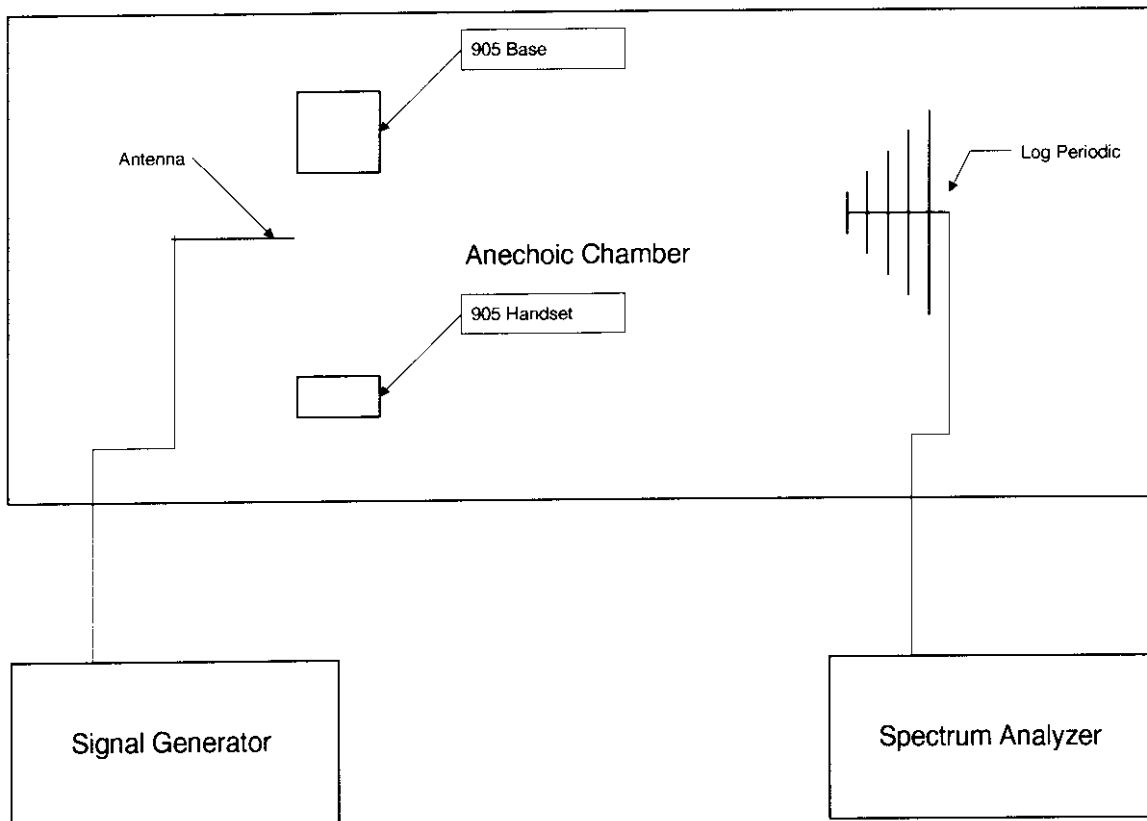 905 Base
Antenna
Log Periodic
Anechoic Chamber
905 Handset
Signal Generator
Spectrum Analyzer